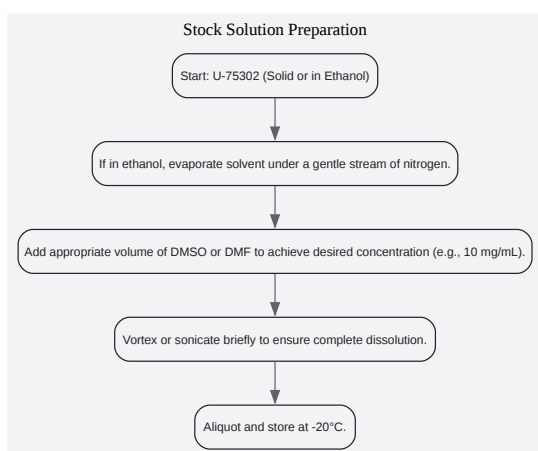 Stock Solution Preparation
Start: U-75302 (Solid or in Ethanol)
If in ethanol, evaporate solvent under a gentle stream of nitrogen.
Add appropriate volume of DMSO or DMF to achieve desired concentration (e.g., 10 mg/mL).
Vortex or sonicate briefly to ensure complete dissolution.
Aliquot and store at -20°C.